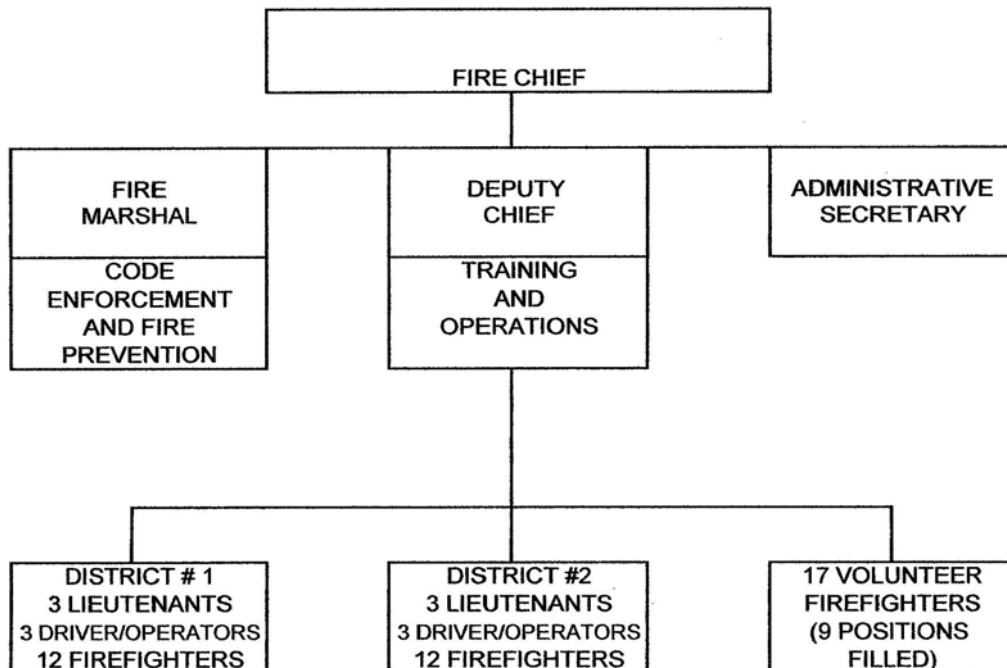 FIRE CHIEF
FIRE
MARSHAL
CODE
ENFORCEMENT
AND FIRE
PREVENTION
DEPUTY
CHIEF
TRAINING
AND
OPERATIONS
ADMINISTRATIVE
SECRETARY
DISTRICT # 1
3 LIEUTENANTS
3 DRIVER/OPERATORS
12 FIREFIGHTERS
DISTRICT #2
3 LIEUTENANTS
3 DRIVER/OPERATORS
12 FIREFIGHTERS
17 VOLUNTEER
FIREFIGHTERS
(9 POSITIONS
FILLED)